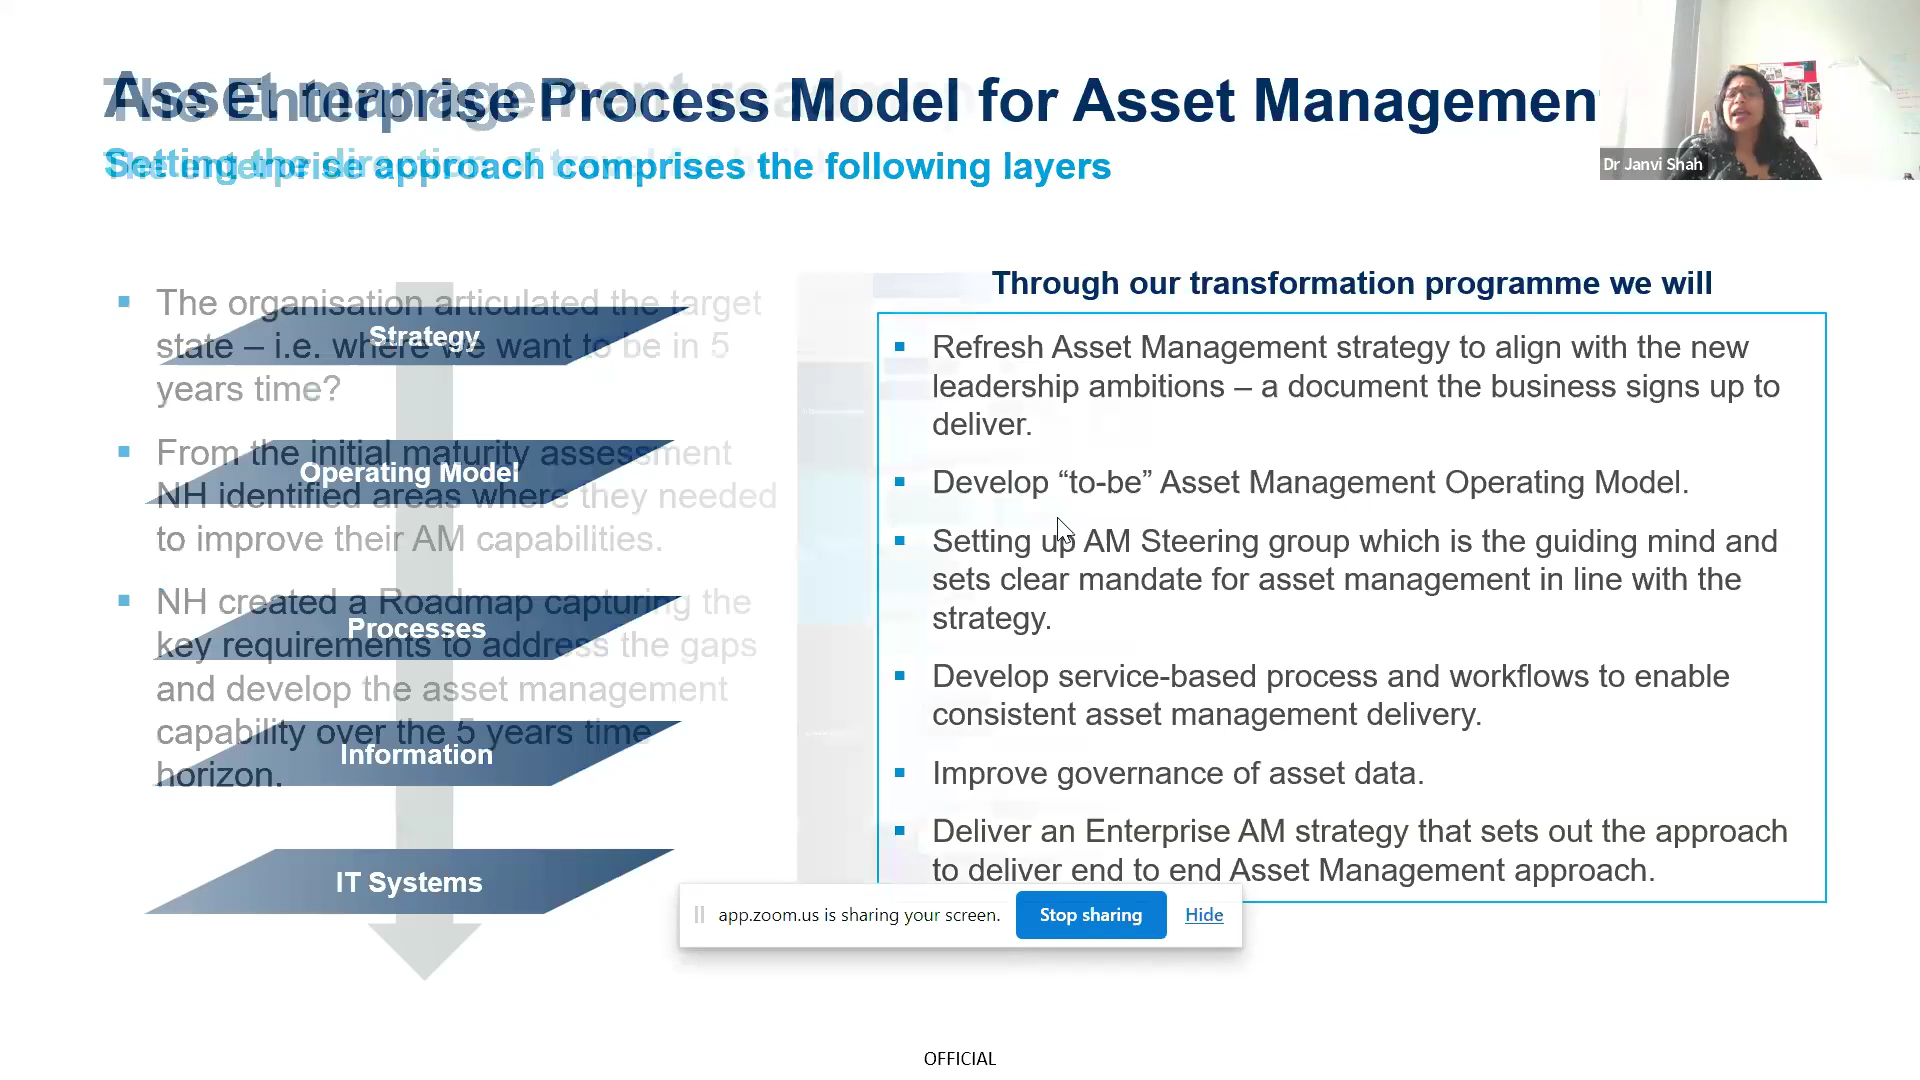 The Enterprise Process Model for Asset Management
Asset management roadmap
The enterprise approach comprises the following layers
Setting the direction of travel
Dr Janvi Shah
The organisation articulated the target
state – i.e. where we want to be in 5
years time?
From the initial maturity assessment
NH identified areas where they needed
to improve their AM capabilities.
NH created a Roadmap capturing the
key requirements to address the gaps
and develop the asset management
capability over the 5 years time
horizon.
Strategy
Operating Model
Processes
Information
IT Systems
Through our transformation programme we will
Refresh Asset Management strategy to align with the new
leadership ambitions – a document the business signs up to
deliver.
Develop “to-be” Asset Management Operating Model.
Setting up AM Steering group which is the guiding mind and
sets clear mandate for asset management in line with the
strategy.
Develop service-based process and workflows to enable
consistent asset management delivery.
Improve governance of asset data.
Deliver an Enterprise AM strategy that sets out the approach
to deliver end to end Asset Management approach.
app.zoom.us is sharing your screen.
Stop sharing
Hide
OFFICIAL